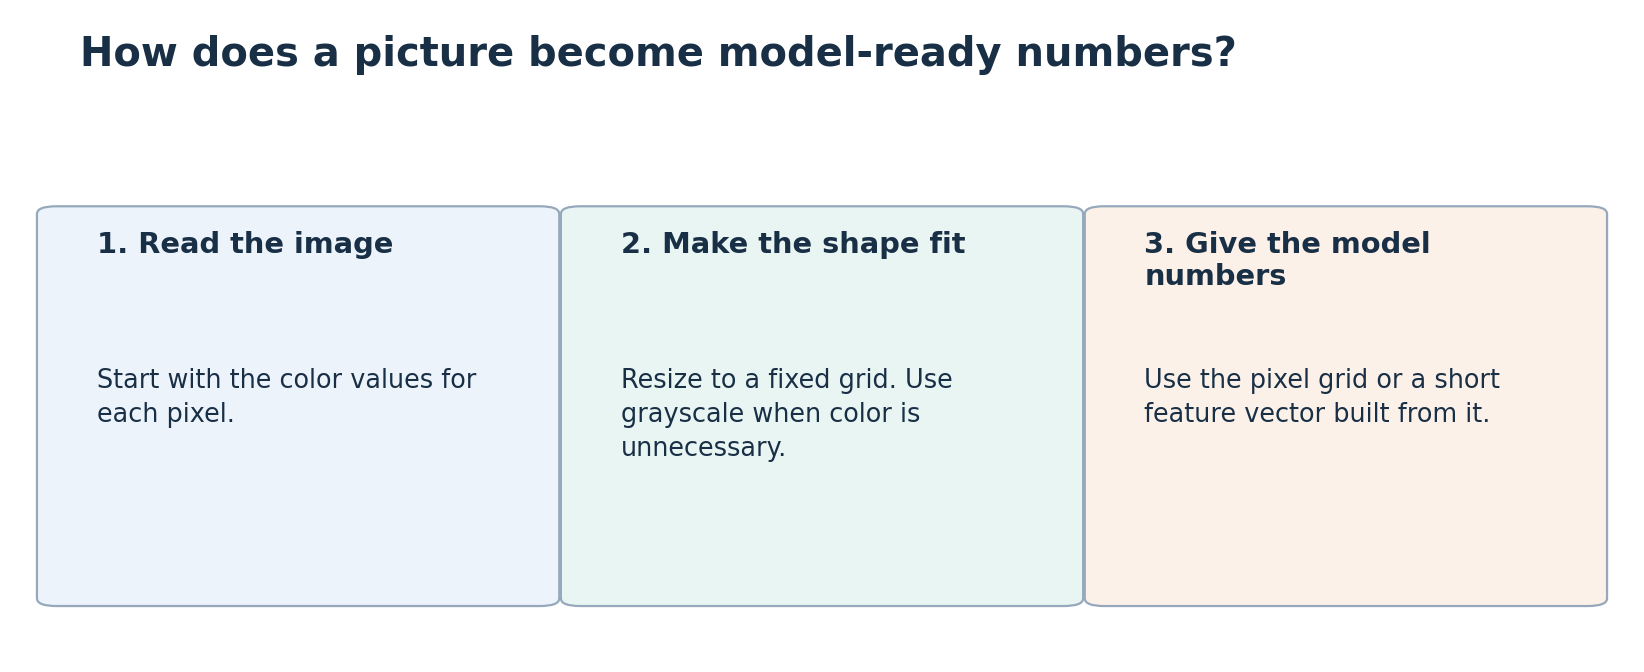 How does a picture become model-ready numbers?
1. Read the image
Start with the color values for
each pixel.
2. Make the shape fit
Resize to a fixed grid. Use
grayscale when color is
unnecessary.
3. Give the model
numbers
Use the pixel grid or a short
feature vector built from it.